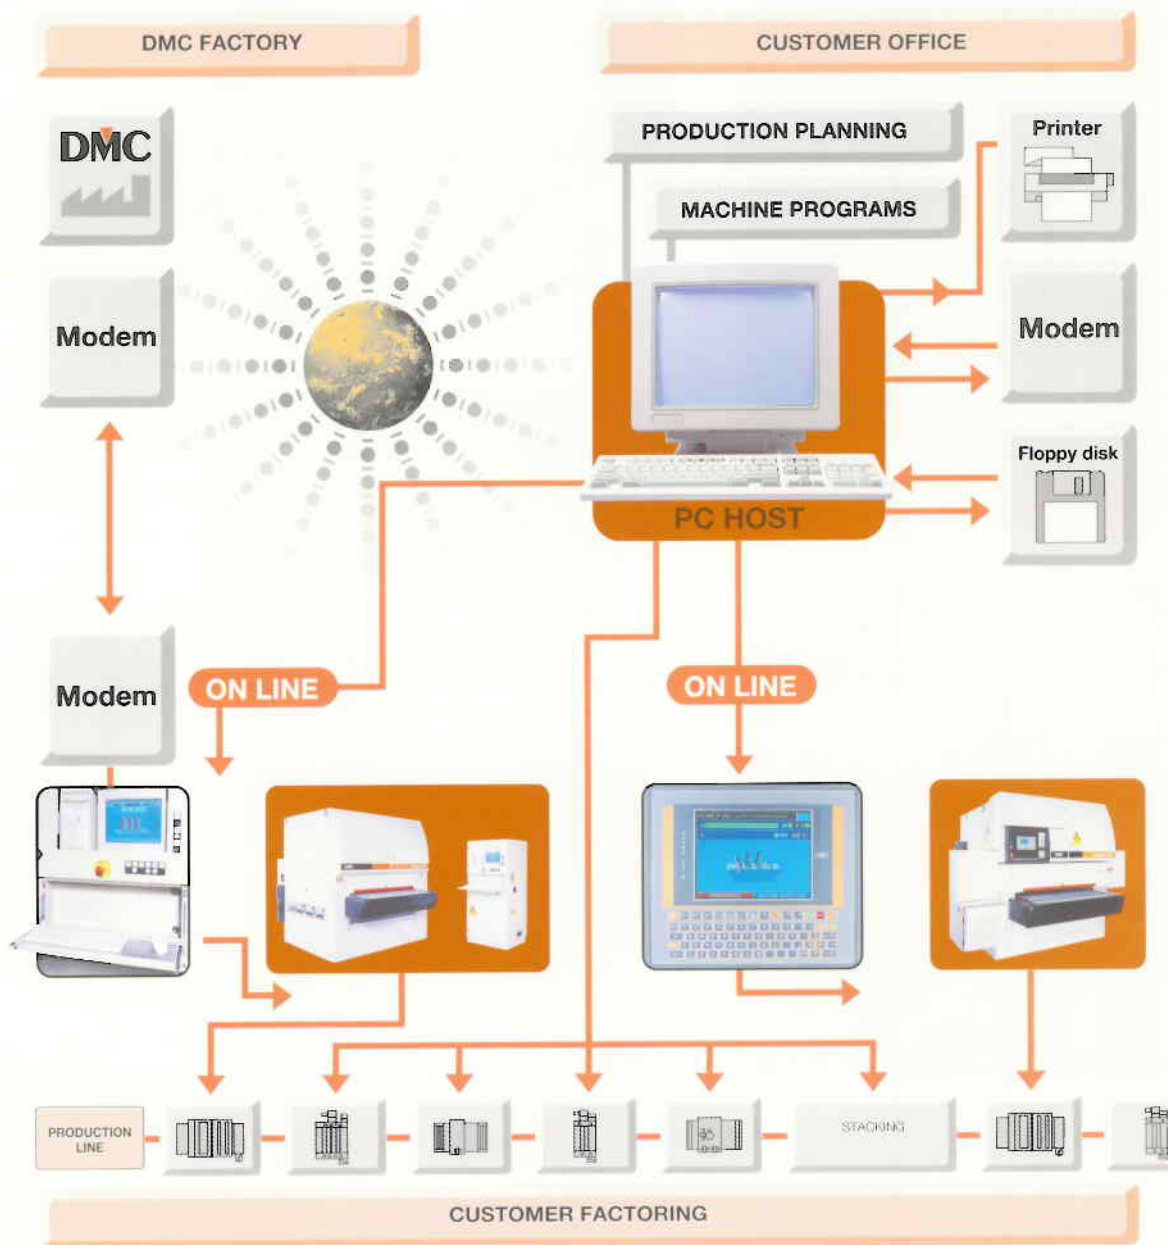 DMC FACTORY
CUSTOMER OFFICE
DMC
PRODUCTION PLANNING
Printer
MACHINE PROGRAMS
Modem
Modem
Floppy disk
PC HOST
Modem
ON LINE
ON LINE
PRODUCTION
LINE
STACKING
CUSTOMER FACTORING